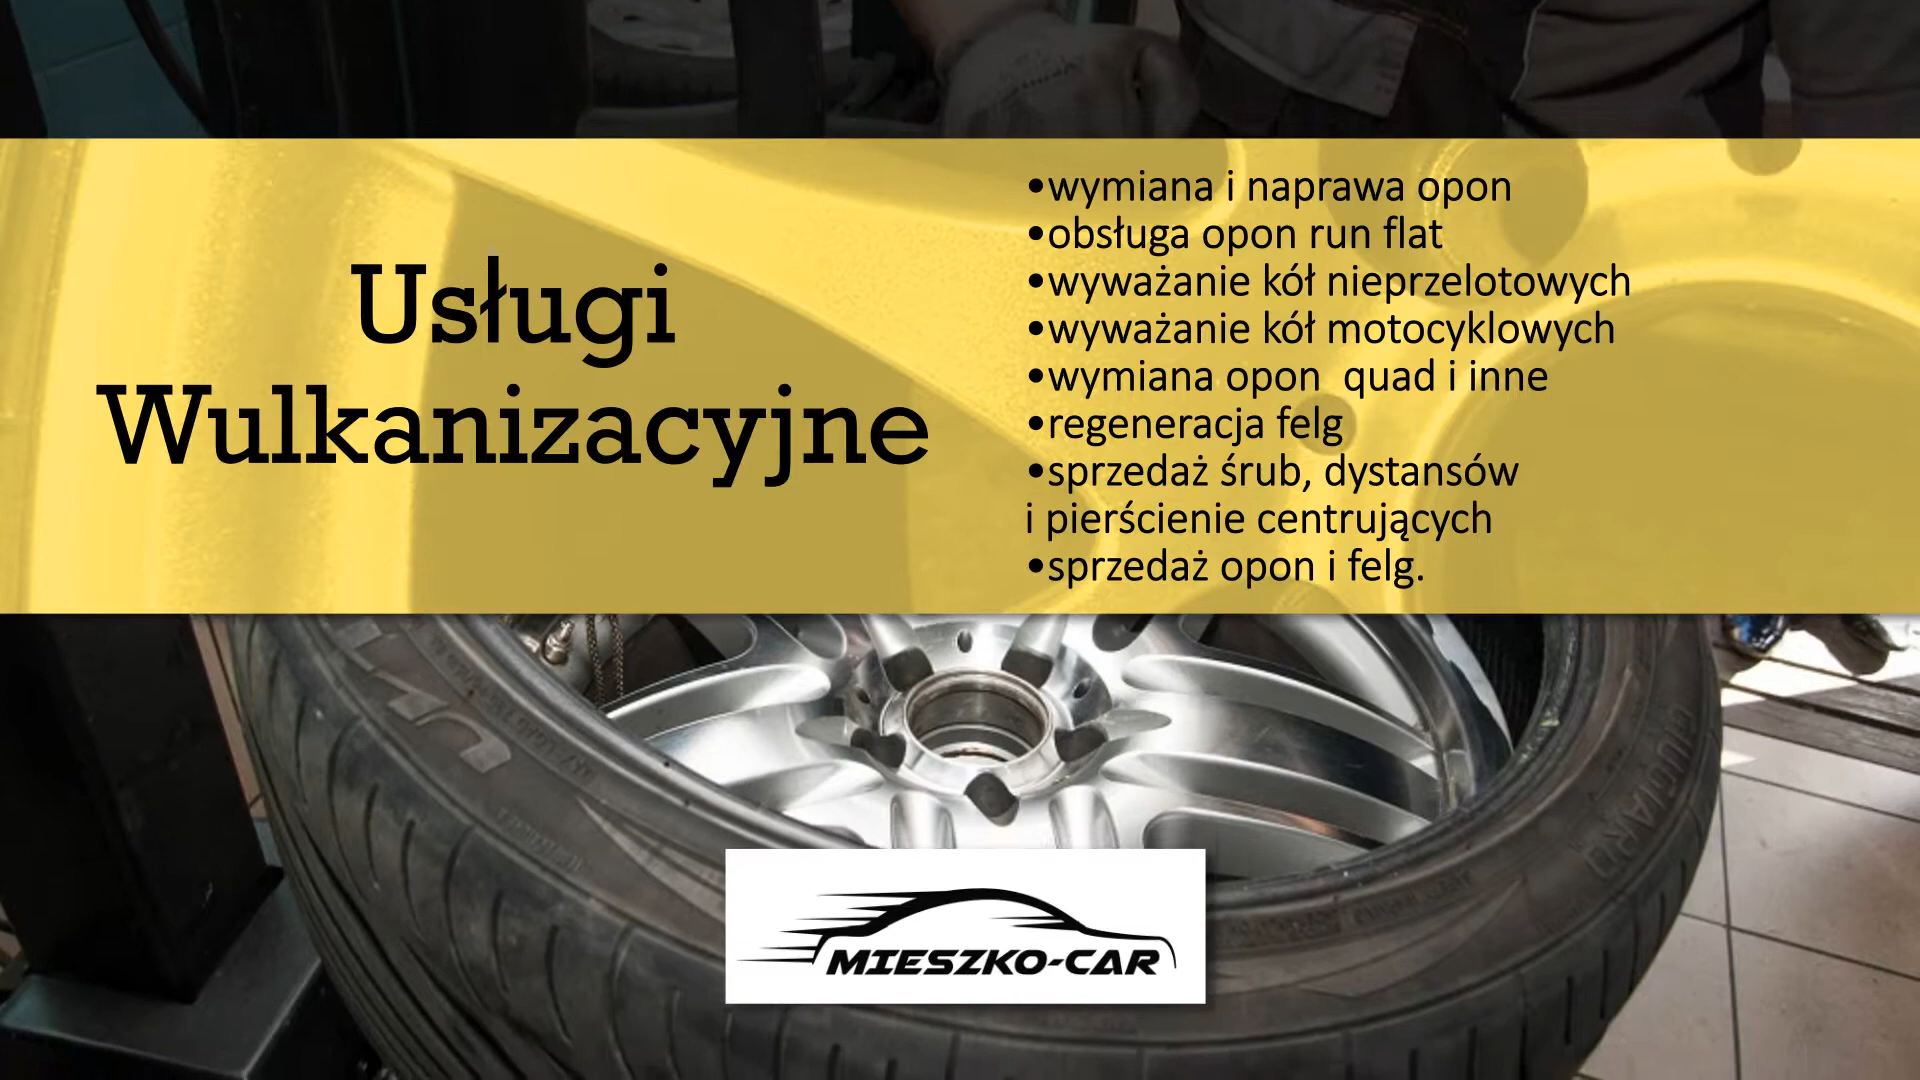 Usługi
Wulkanizacyjne
•wymiana i naprawa opon
•obsługa opon run flat
•wyważanie kół nieprzelotowych
•wyważanie kół motocyklowych
•wymiana opon  quad i inne
•regeneracja felg
•sprzedaż śrub, dystansów
i pierścienie centrujących
•sprzedaż opon i felg.
MIESZKO-CAR